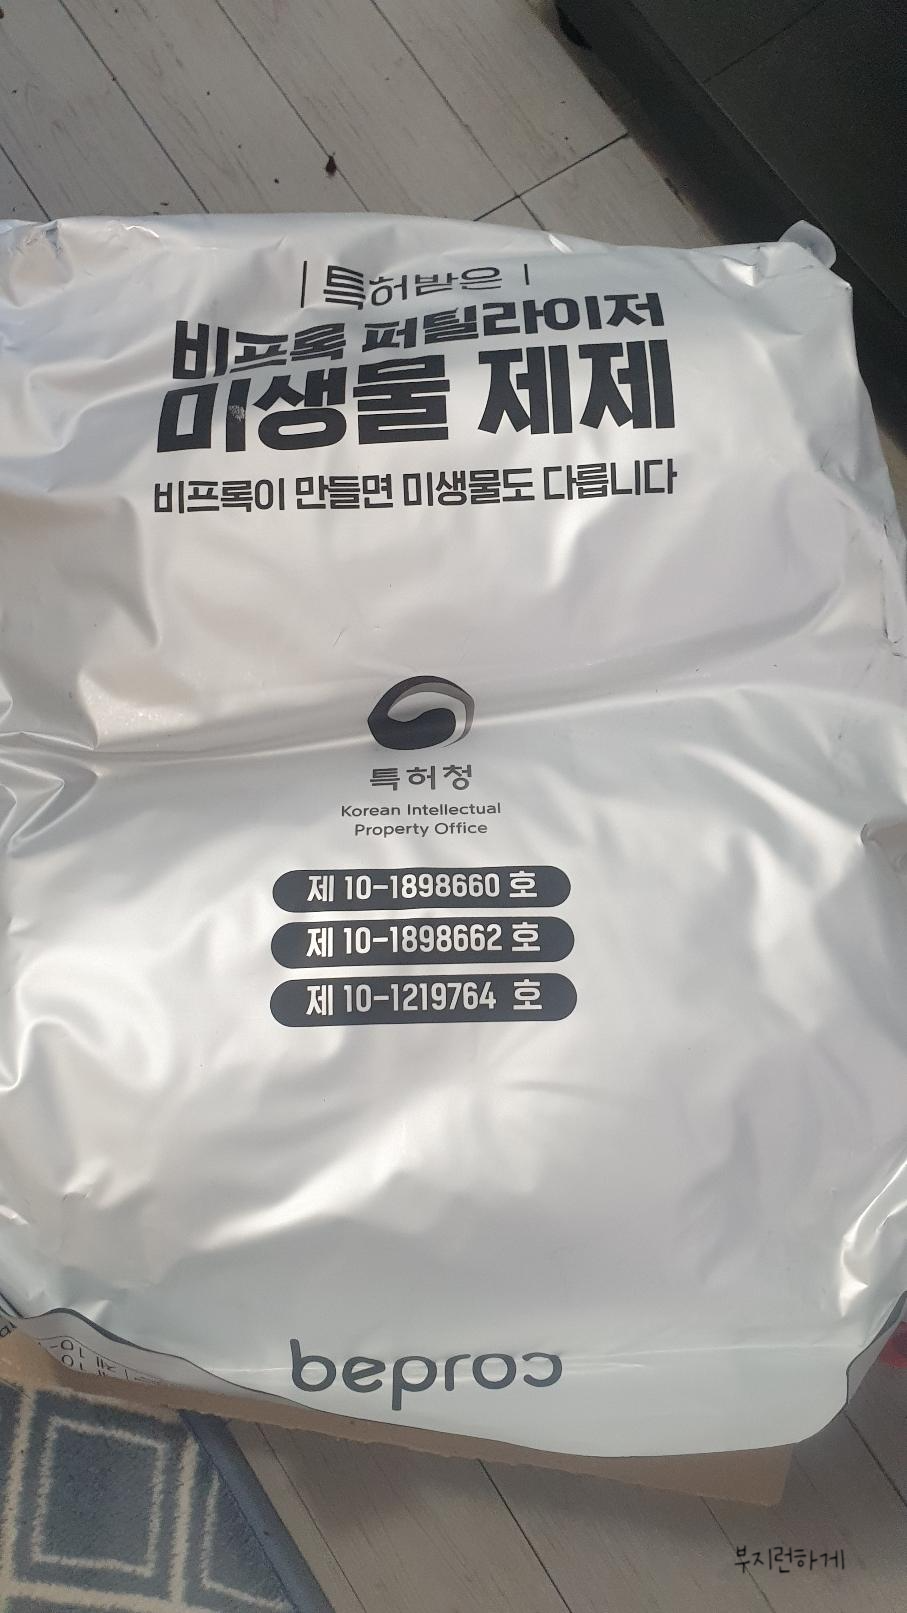 | 특허받은 |
비프록 퍼틸라이저
미생물 제제
비프록이 만들면 미생물도 다릅니다
특허청
Korean Intellectual
Property Office
제 10-1898660 호
제 10-1898662 호
제 10-1219764 호
beproc
부지런하게